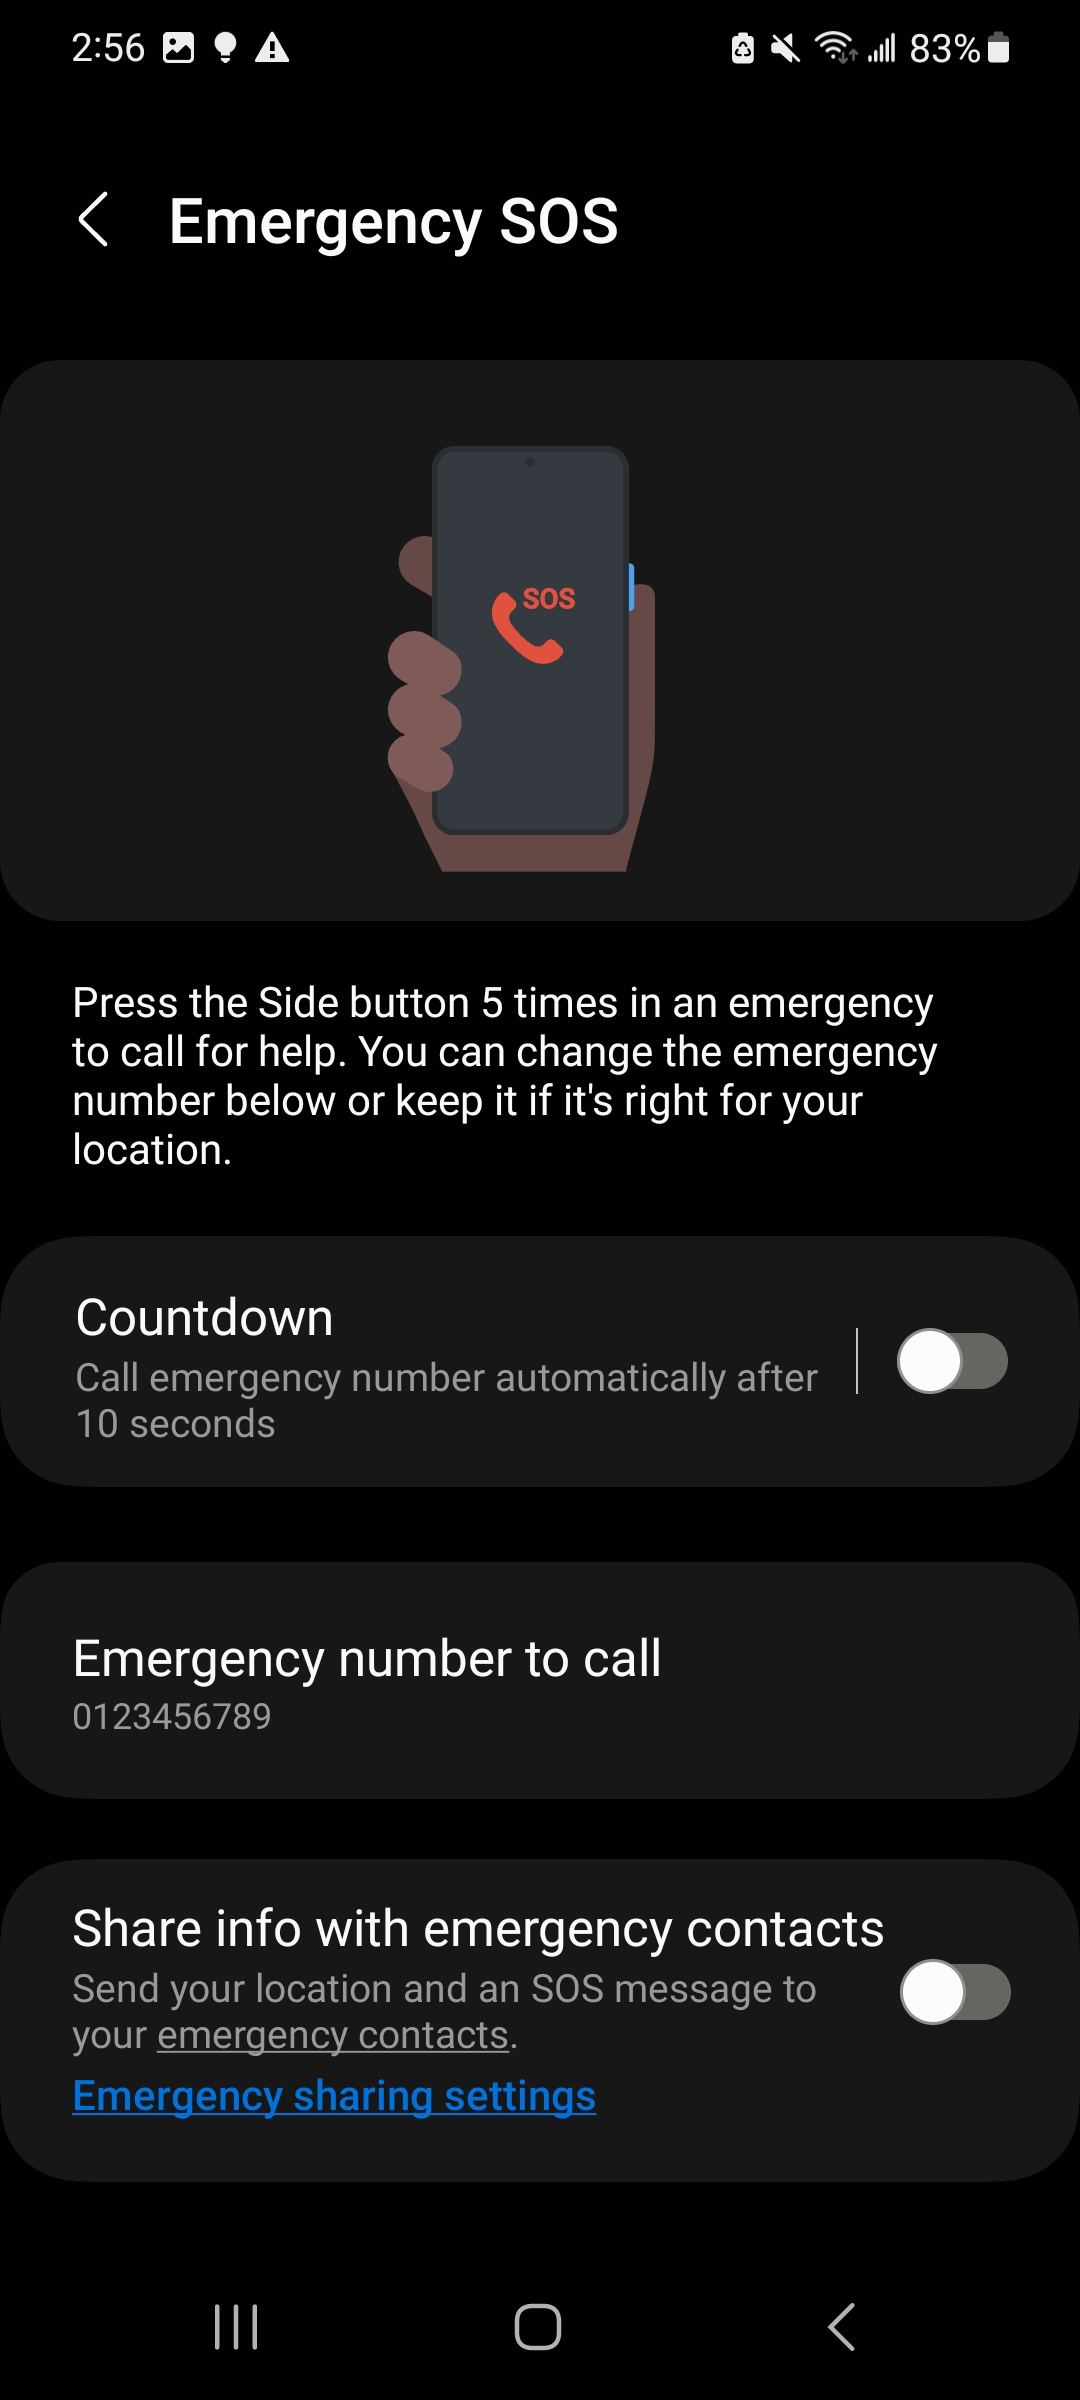 2:56
83%
Emergency SOS
SOS
Press the Side button 5 times in an emergency
to call for help. You can change the emergency
number below or keep it if it's right for your
location.
Countdown
Call emergency number automatically after
10 seconds
Emergency number to call
0123456789
Share info with emergency contacts
Send your location and an SOS message to
your emergency contacts.
Emergency sharing settings